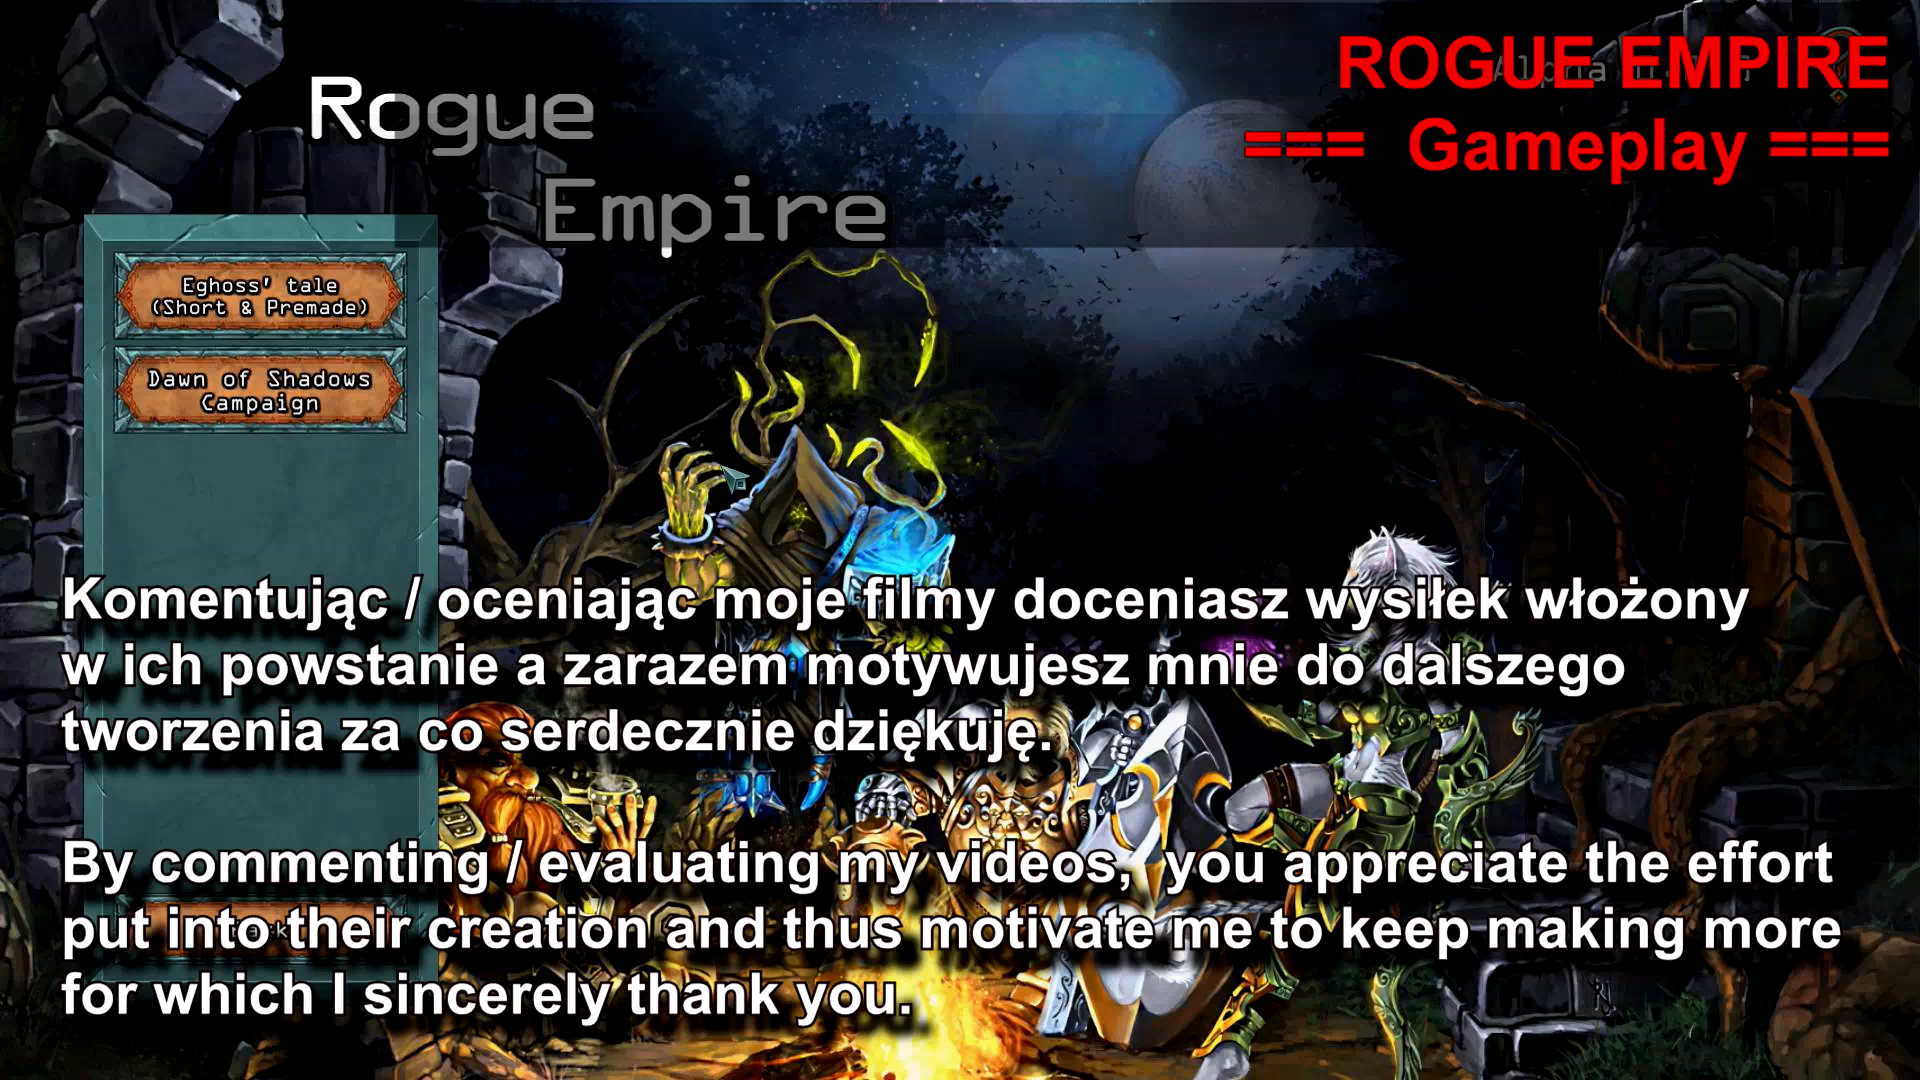 Rogue
Empire
ROGUE EMPIRE
=== Gameplay ===
Eghoss' tale
(Short & Premade)
Dawn of Shadows
Campaign
Komentując / oceniając moje filmy doceniasz wysiłek włożony
w ich powstanie a zarazem motywujesz mnie do dalszego
tworzenia za co serdecznie dziękuję.
By commenting / evaluating my videos, you appreciate the effort
put into their creation and thus motivate me to keep making more
for which I sincerely thank you.